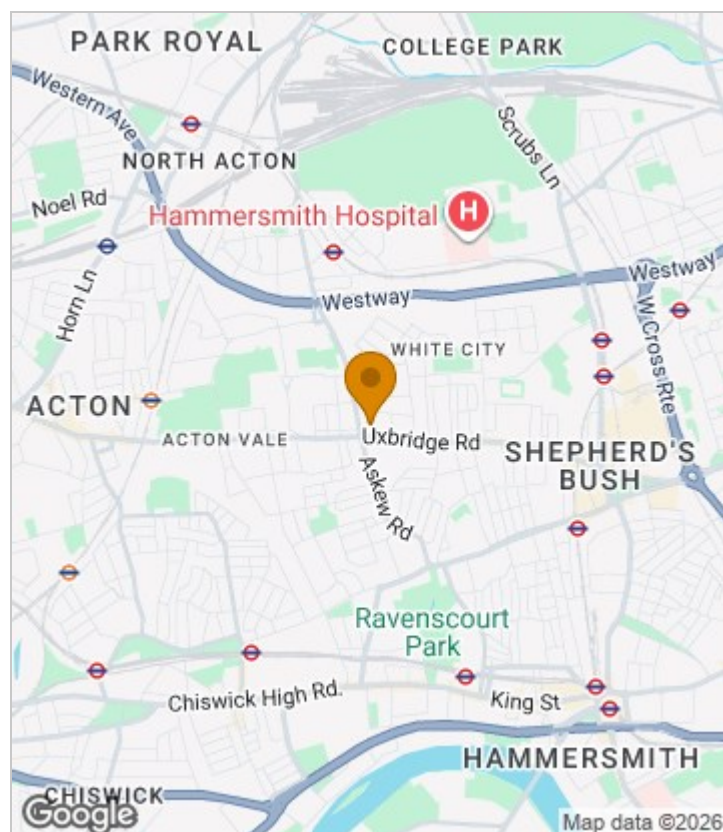 PARK ROYAL
COLLEGE PARK
Western Ave
Scrubs Ln
NORTH ACTON
Noel Rd
Hammersmith Hospital
H
Horn Ln
Westway
Westway
W Cross Rte
WHITE CITY
ACTON
ACTON VALE
Uxbridge Rd
SHEPHERD'S
BUSH
Askew Rd
Ravenscourt
Park
Chiswick High Rd.
King St
HAMMERSMITH
CHISWICK
Google
Map data ©2026